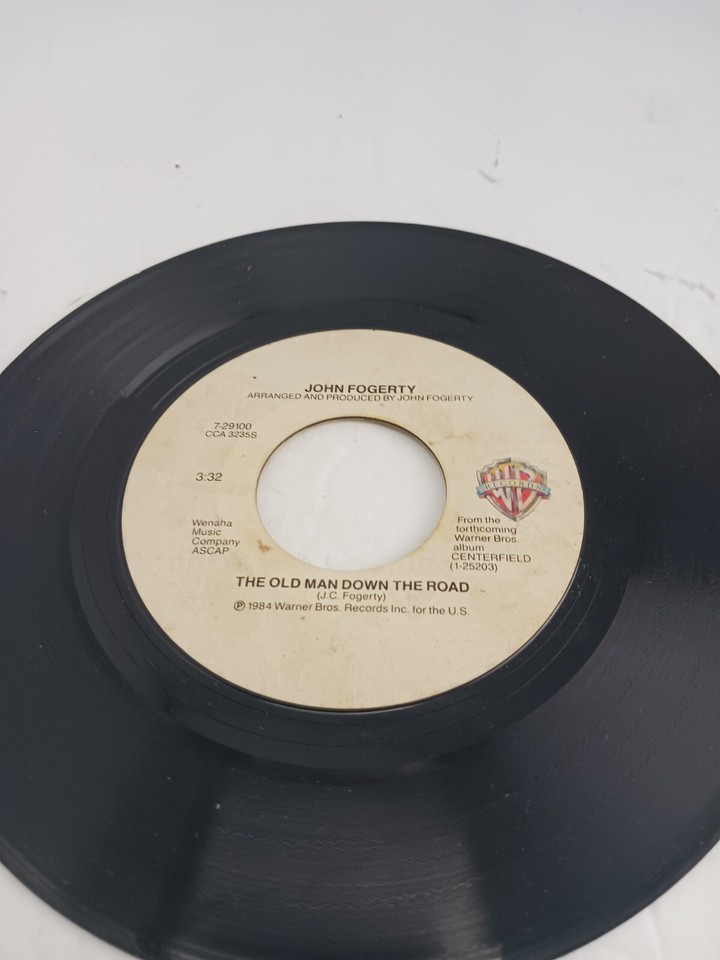 JOHN FOGERTY
ARRANGED AND PRODUCED BY JOHN FOGERTY
7-29100
CCA 3235S
3:32
Wenaha
Music
Company
ASCAP
WB
RECORDS
From the
forthcoming
Warner Bros.
album
CENTERFIELD
(1-25203)
THE OLD MAN DOWN THE ROAD
(J.C. Fogerty)
℗ 1984 Warner Bros. Records Inc. for the U.S.